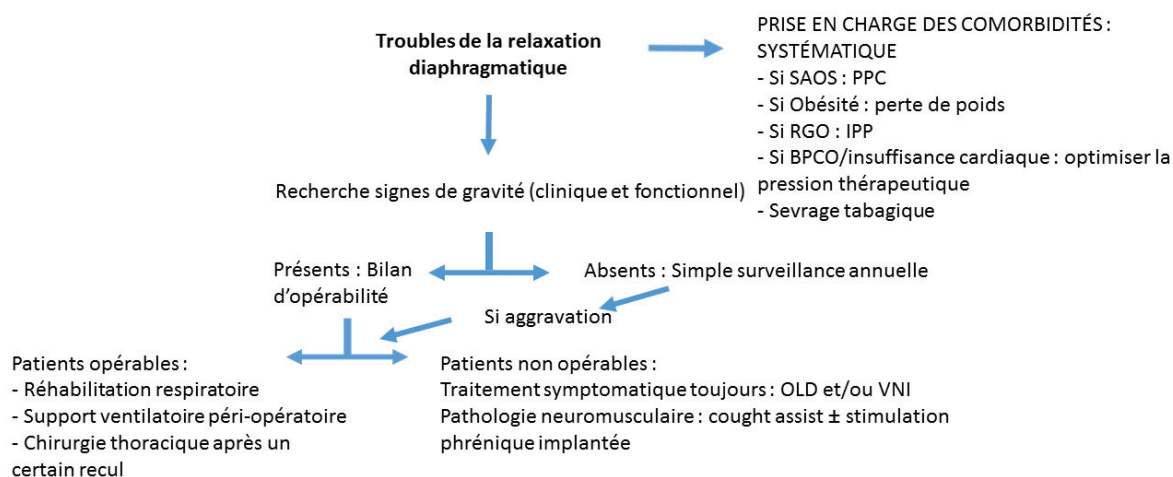 Troubles de la relaxation
diaphragmatique
PRISE EN CHARGE DES COMORBIDITÉS :
SYSTÉMATIQUE
- Si SAOS : PPC
- Si Obésité : perte de poids
- Si RGO : IPP
- Si BPCO/insuffisance cardiaque : optimiser la
pression thérapeutique
- Sevrage tabagique
Recherche signes de gravité (clinique et fonctionnel)
Présents : Bilan
d’opérabilité
Absents : Simple surveillance annuelle
Si aggravation
Patients opérables :
- Réhabilitation respiratoire
- Support ventilatoire péri-opératoire
- Chirurgie thoracique après un
certain recul
Patients non opérables :
Traitement symptomatique toujours : OLD et/ou VNI
Pathologie neuromusculaire : cought assist ± stimulation
phrénique implantée